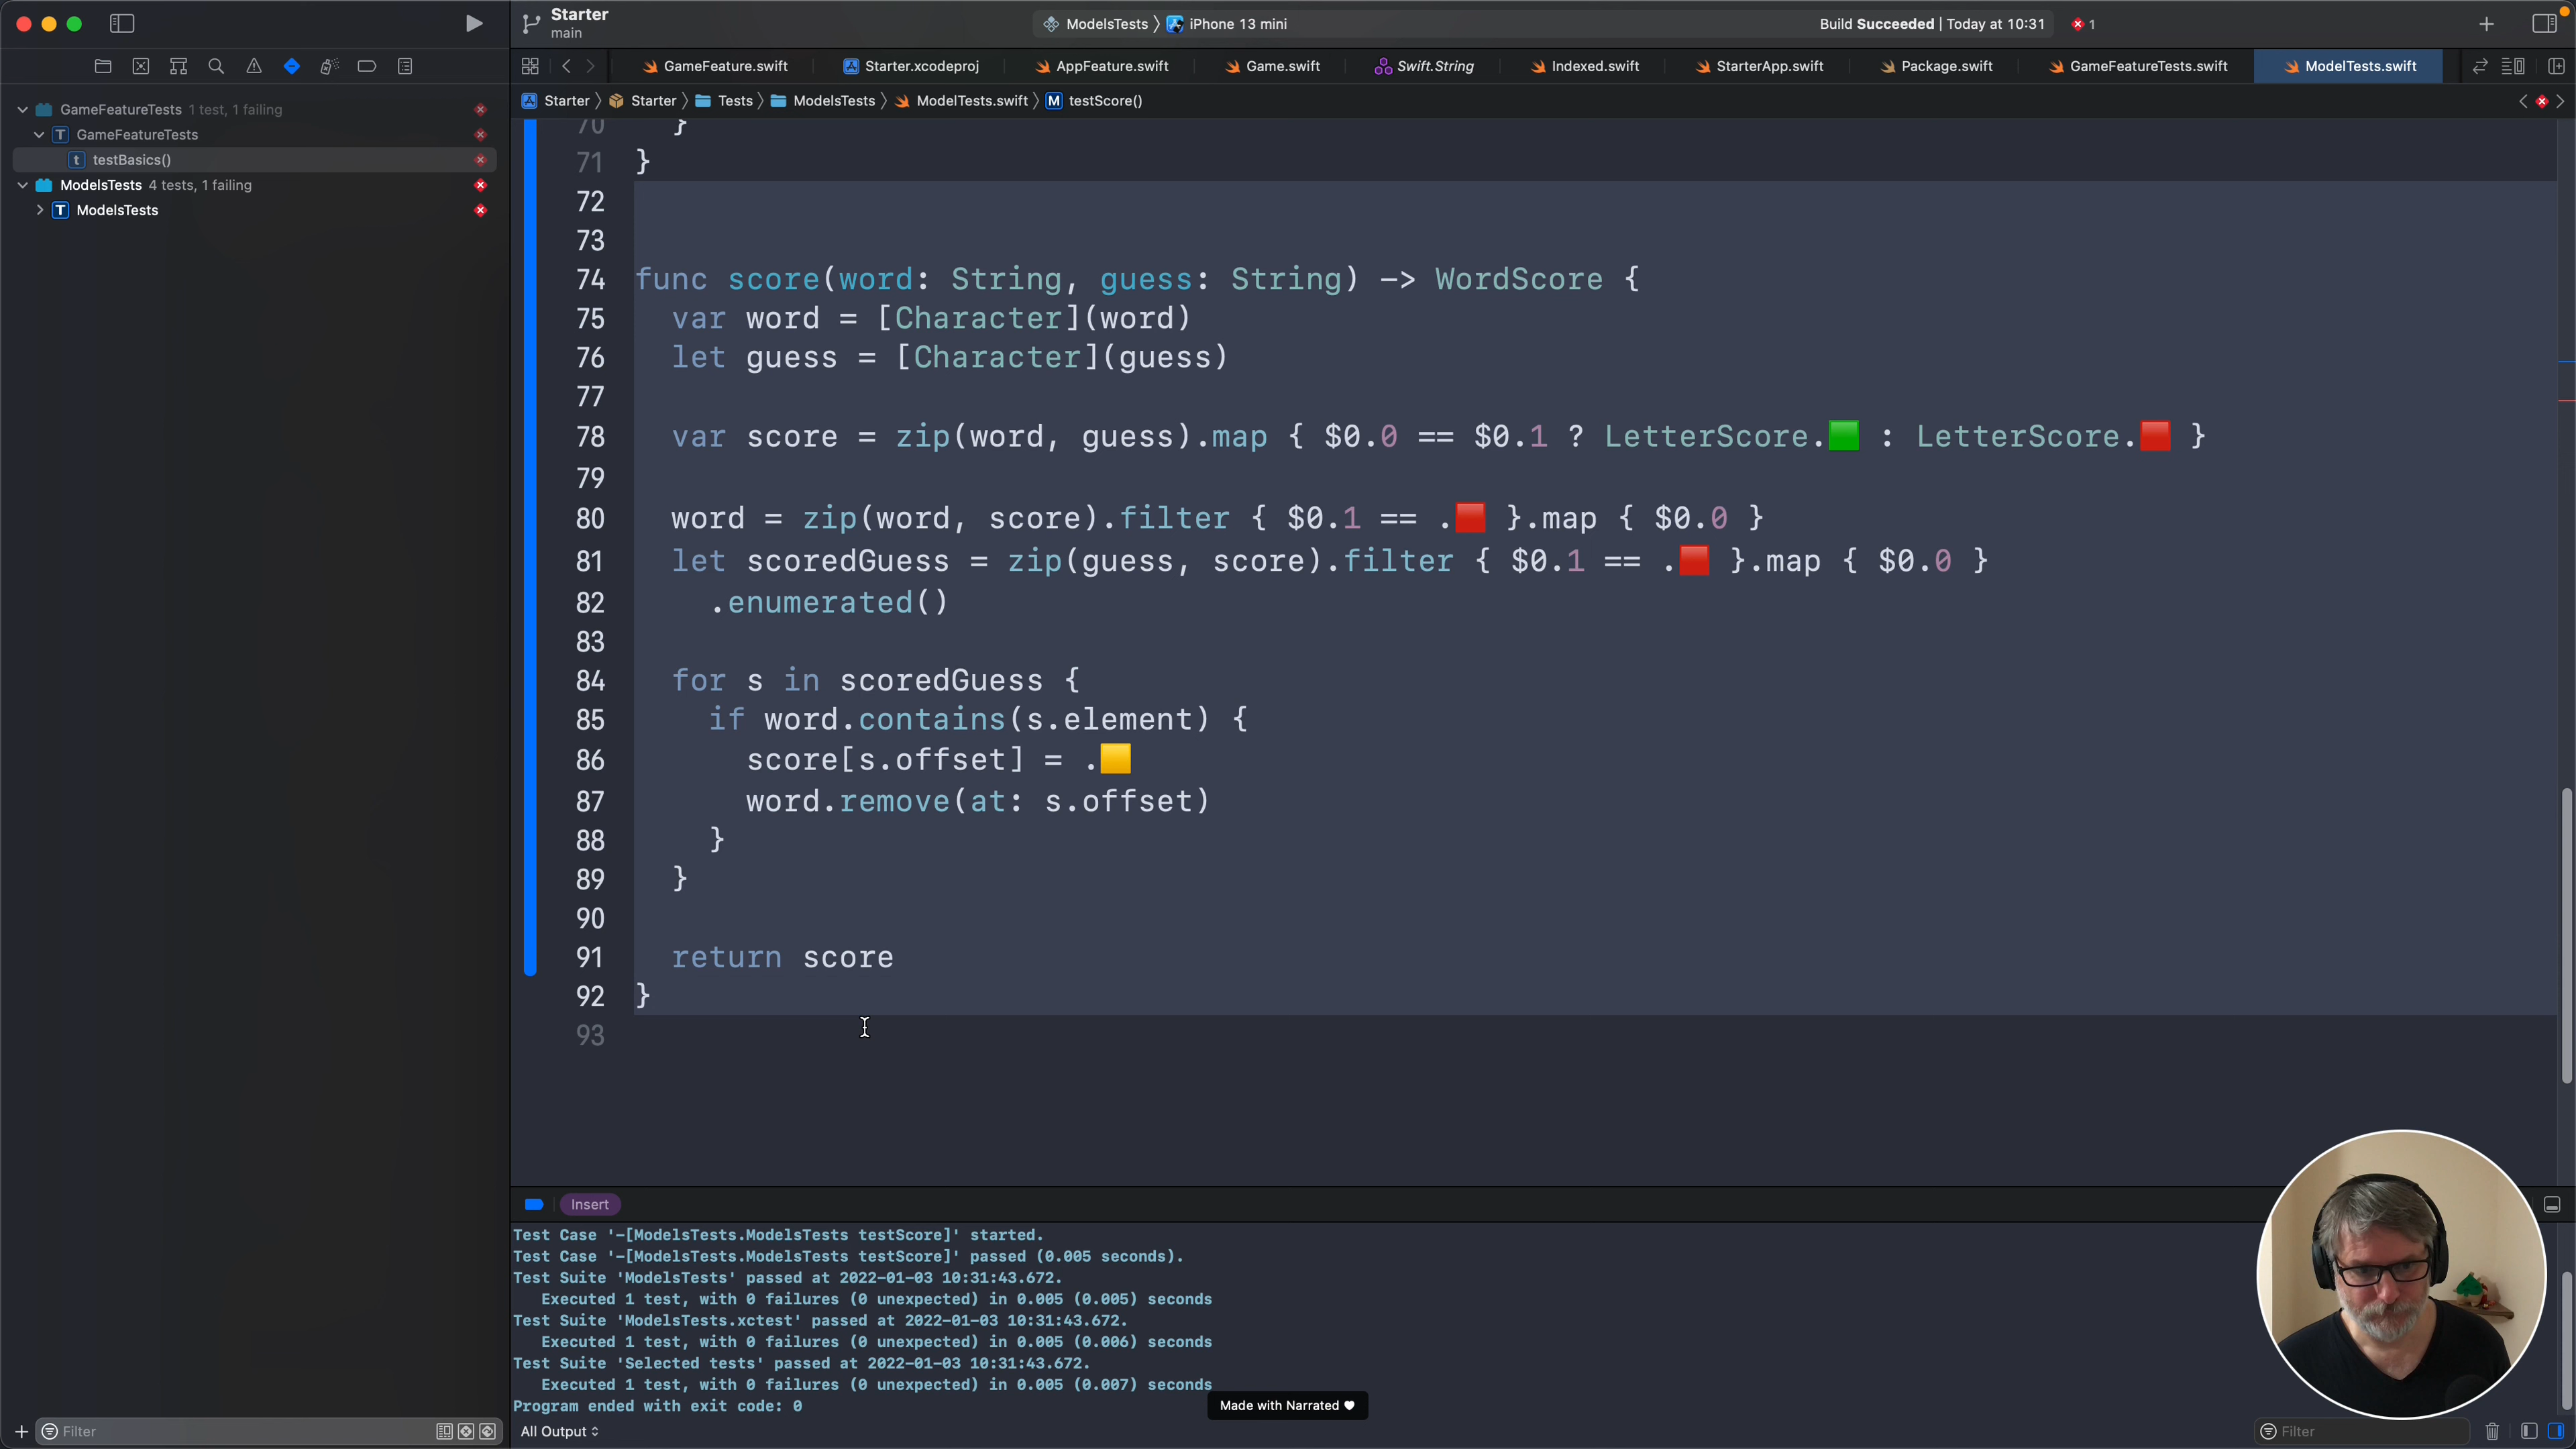 Starter
main
ModelsTests 〉 iPhone 13 mini
Build Succeeded | Today at 10:31
1
GameFeature.swift
Starter.xcodeproj
AppFeature.swift
Game.swift
Swift.String
Indexed.swift
StarterApp.swift
Package.swift
GameFeatureTests.swift
ModelTests.swift
Starter 〉 Starter 〉 Tests 〉 ModelsTests 〉 ModelTests.swift 〉 M testScore()
GameFeatureTests 1 test, 1 failing
T GameFeatureTests
t testBasics()
ModelsTests 4 tests, 1 failing
T ModelsTests
70 }
71 }
72
73
74 func score(word: String, guess: String) -> WordScore {
75 var word = [Character](word)
76 let guess = [Character](guess)
77
78 var score = zip(word, guess).map { $0.0 == $0.1 ? LetterScore.🟩 : LetterScore.🟥 }
79
80 word = zip(word, score).filter { $0.1 == .🟥 }.map { $0.0 }
81 let scoredGuess = zip(guess, score).filter { $0.1 == .🟥 }.map { $0.0 }
82 .enumerated()
83
84 for s in scoredGuess {
85 if word.contains(s.element) {
86 score[s.offset] = .🟨
87 word.remove(at: s.offset)
88 }
89 }
90
91 return score
92 }
93
Insert
Test Case '-[ModelsTests.ModelsTests testScore]' started.
Test Case '-[ModelsTests.ModelsTests testScore]' passed (0.005 seconds).
Test Suite 'ModelsTests' passed at 2022-01-03 10:31:43.672.
Executed 1 test, with 0 failures (0 unexpected) in 0.005 (0.005) seconds
Test Suite 'ModelsTests.xctest' passed at 2022-01-03 10:31:43.672.
Executed 1 test, with 0 failures (0 unexpected) in 0.005 (0.006) seconds
Test Suite 'Selected tests' passed at 2022-01-03 10:31:43.672.
Executed 1 test, with 0 failures (0 unexpected) in 0.005 (0.007) seconds
Program ended with exit code: 0
Made with Narrated ♥
Filter
All Output
Filter